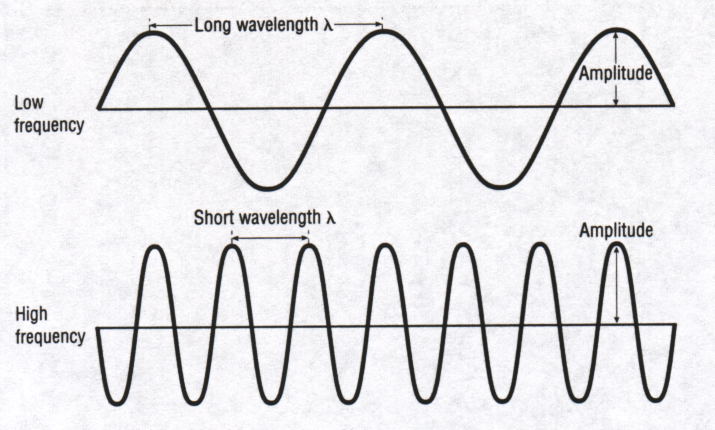 Long wavelength λ
Amplitude
Low
frequency
Short wavelength λ
Amplitude
High
frequency